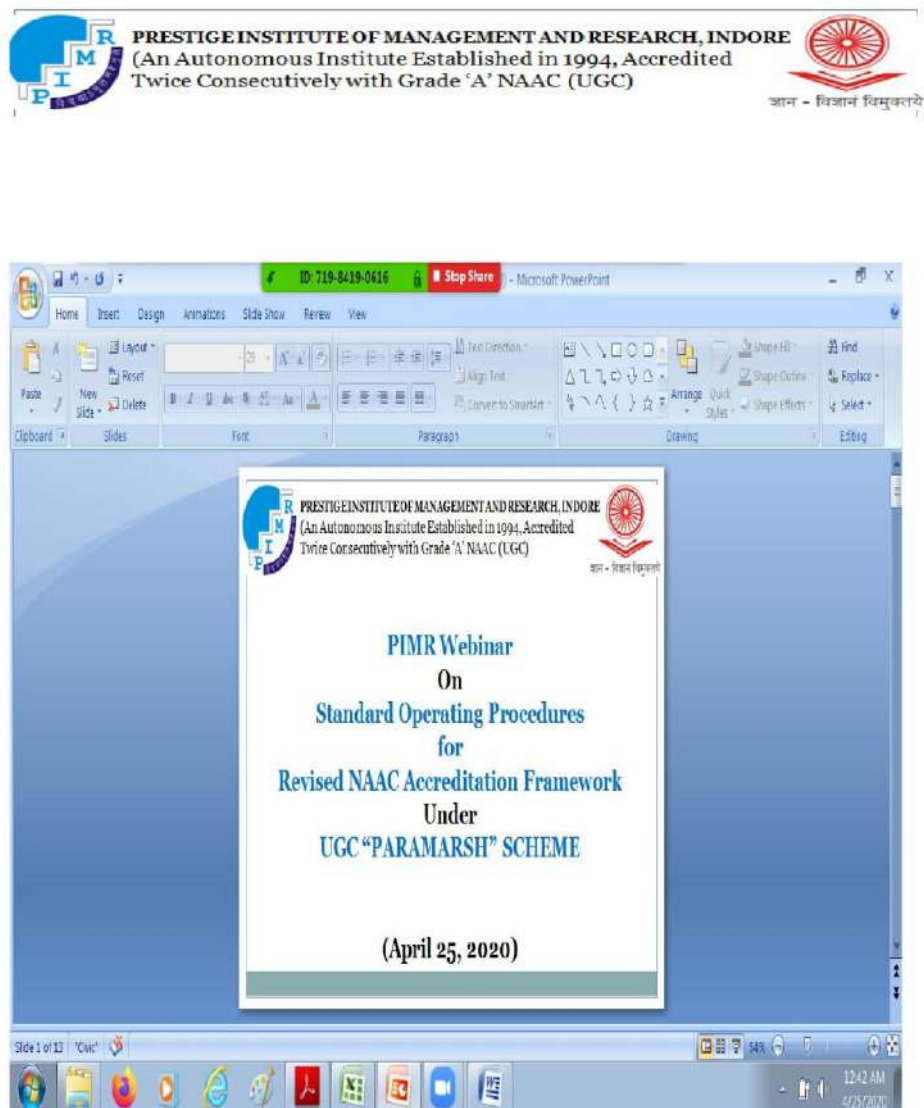 PRESTIGE INSTITUTE OF MANAGEMENT AND RESEARCH, INDORE
(An Autonomous Institute Established in 1994, Accredited
Twice Consecutively with Grade 'A' NAAC (UGC)
P I M R
ज्ञान - विज्ञानं विमुक्तये
ID: 719-8419-0616 Stop Share ) - Microsoft PowerPoint
Home Insert Design Animations Slide Show Review View
Paste
New Slide
Layout
Reset
Delete
28
Text Direction
Align Text
Convert to SmartArt
Arrange
Quick Styles
Shape Fill
Shape Outline
Shape Effects
Find
Replace
Select
Clipboard Slides Font Paragraph Drawing Editing
P I M R
PRESTIGE INSTITUTE OF MANAGEMENT AND RESEARCH, INDORE
(An Autonomous Institute Established in 1994, Accredited
Twice Consecutively with Grade 'A' NAAC (UGC)
ज्ञान - विज्ञानं विमुक्तये
PIMR Webinar
On
Standard Operating Procedures
for
Revised NAAC Accreditation Framework
Under
UGC “PARAMARSH” SCHEME
(April 25, 2020)
Slide 1 of 13 "Civic" 54%
12:42 AM
4/25/2020